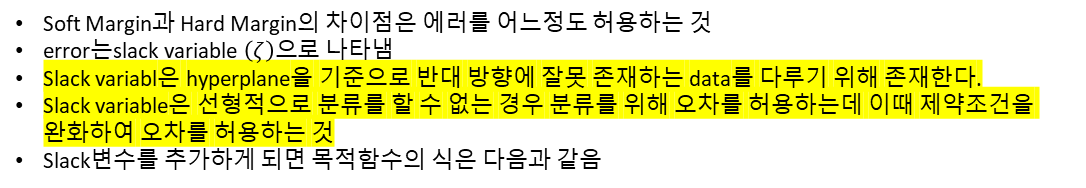 • Soft Margin과 Hard Margin의 차이점은 에러를 어느정도 허용하는 것
• error는slack variable (ζ)으로 나타냄
• Slack variabl은 hyperplane을 기준으로 반대 방향에 잘못 존재하는 data를 다루기 위해 존재한다.
• Slack variable은 선형적으로 분류를 할 수 없는 경우 분류를 위해 오차를 허용하는데 이때 제약조건을
완화하여 오차를 허용하는 것
• Slack변수를 추가하게 되면 목적함수의 식은 다음과 같음